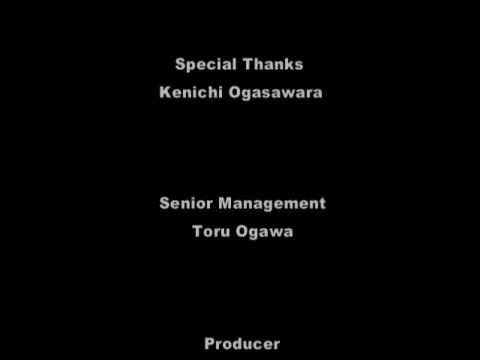 Special Thanks
Kenichi Ogasawara
Senior Management
Toru Ogawa
Producer